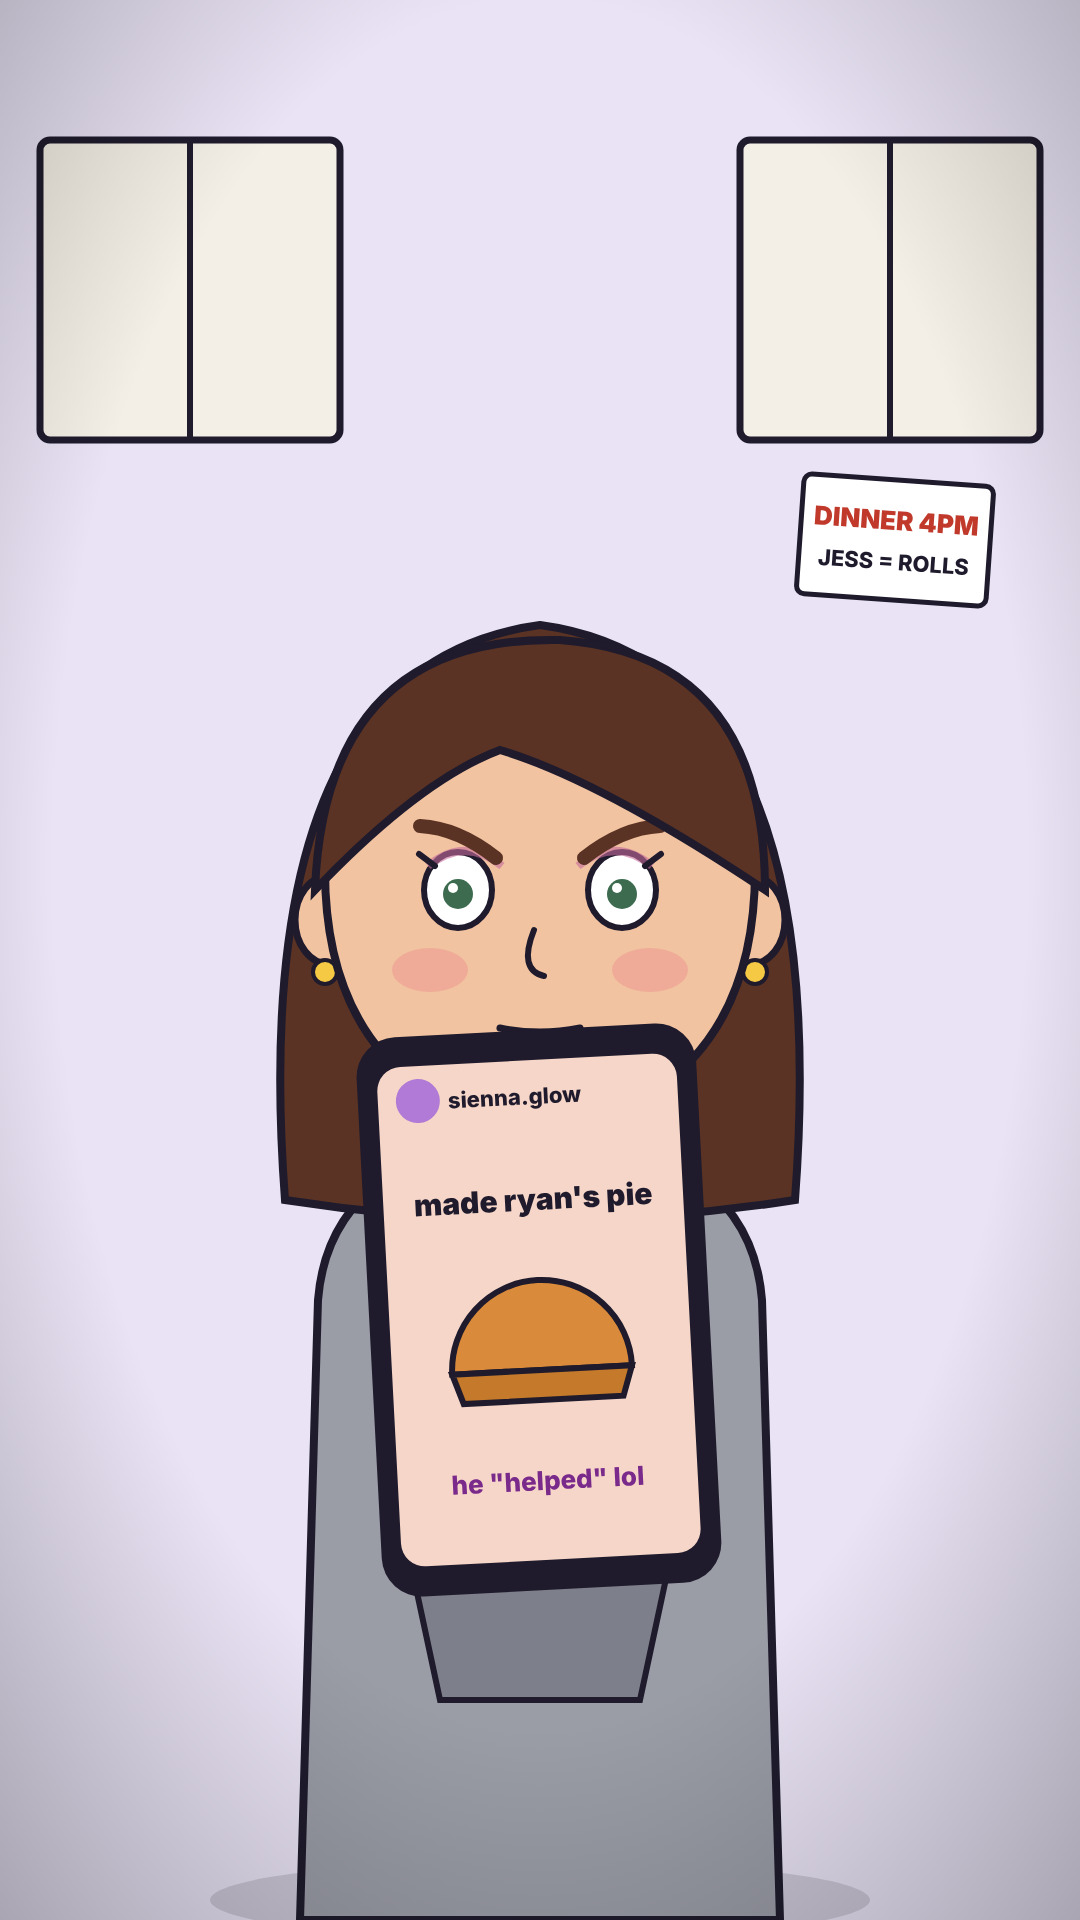 DINNER 4PM
JESS = ROLLS
sienna.glow
made ryan's pie
he "helped" lol